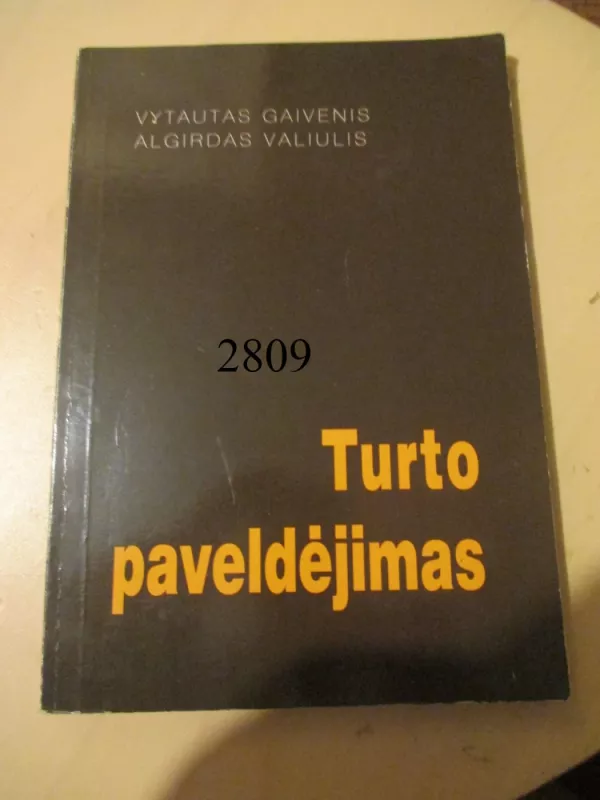 VYTAUTAS GAIVENIS
ALGIRDAS VALIULIS
2809
Turto
paveldėjimas